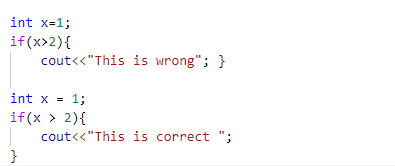 int x=1;
if(x>2){
    cout<<"This is wrong"; }
int x = 1;
if(x > 2){
    cout<<"This is correct ";
}